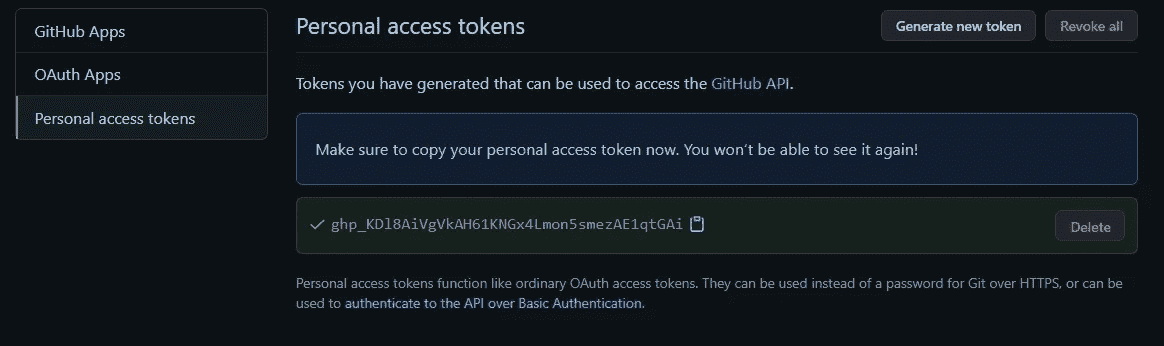 GitHub Apps
OAuth Apps
Personal access tokens
Personal access tokens
Generate new token
Revoke all
Tokens you have generated that can be used to access the GitHub API.
Make sure to copy your personal access token now. You won't be able to see it again!
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
Delete
Personal access tokens function like ordinary OAuth access tokens. They can be used instead of a password for Git over HTTPS, or can be
used to authenticate to the API over Basic Authentication.